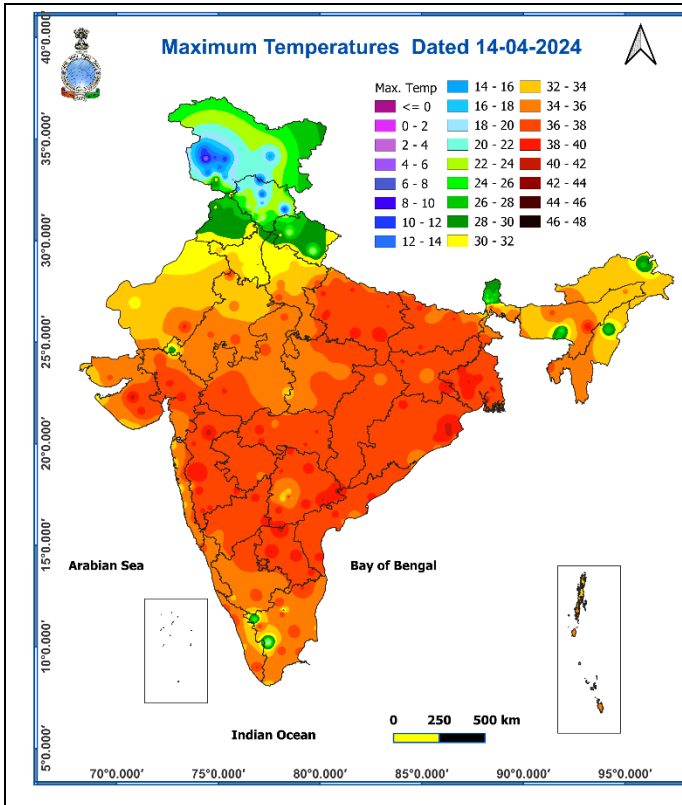 Maximum Temperatures Dated 14-04-2024
Max. Temp
<= 0
0 - 2
2 - 4
4 - 6
6 - 8
8 - 10
10 - 12
12 - 14
14 - 16
16 - 18
18 - 20
20 - 22
22 - 24
24 - 26
26 - 28
28 - 30
30 - 32
32 - 34
34 - 36
36 - 38
38 - 40
40 - 42
42 - 44
44 - 46
46 - 48
40°0.000'
35°0.000'
30°0.000'
25°0.000'
20°0.000'
15°0.000'
10°0.000'
5°0.000'
Arabian Sea
Bay of Bengal
Indian Ocean
0 250 500 km
70°0.000' 75°0.000' 80°0.000' 85°0.000' 90°0.000' 95°0.000'